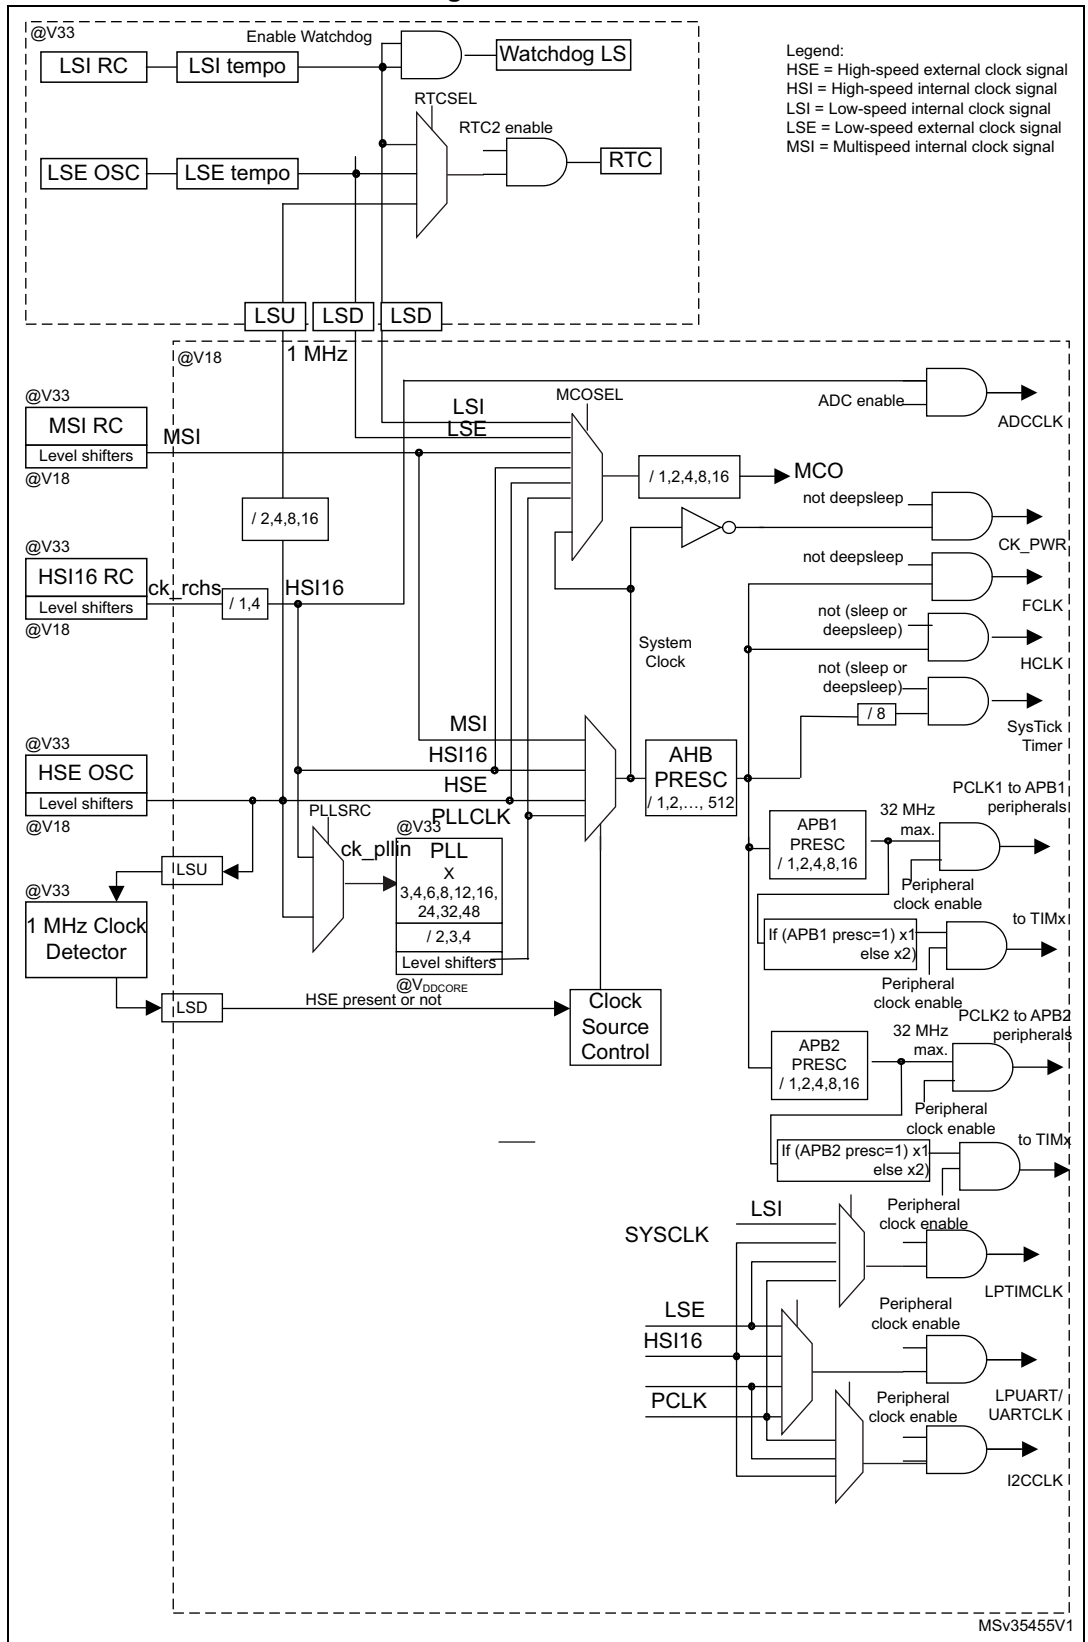 @V33
Enable Watchdog
LSI RC
LSI tempo
Watchdog LS
Legend:
HSE = High-speed external clock signal
HSI = High-speed internal clock signal
LSI = Low-speed internal clock signal
LSE = Low-speed external clock signal
MSI = Multispeed internal clock signal
RTCSEL
RTC2 enable
LSE OSC
LSE tempo
RTC
LSU
LSD
LSD
@V18
1 MHz
@V33
MSI RC
Level shifters
@V18
MSI
LSI
LSE
MCOSEL
ADC enable
ADCCLK
/ 1,2,4,8,16
MCO
/ 2,4,8,16
not deepsleep
CK_PWR
@V33
HSI16 RC
Level shifters
@V18
ck_rchs
/ 1,4
HSI16
not deepsleep
FCLK
not (sleep or
deepsleep)
HCLK
System
Clock
not (sleep or
deepsleep)
/ 8
SysTick
Timer
MSI
HSI16
HSE
PLLCLK
@V33
HSE OSC
Level shifters
@V18
AHB
PRESC
/ 1,2,..., 512
PCLK1 to APB1
peripherals
32 MHz
max.
APB1
PRESC
/ 1,2,4,8,16
Peripheral
clock enable
PLLSRC
ck_pllin
@V33
PLL
X
3,4,6,8,12,16,
24,32,48
/ 2,3,4
Level shifters
@VDDCORE
LSU
@V33
1 MHz Clock
Detector
LSD
HSE present or not
Clock
Source
Control
to TIMx
If (APB1 presc=1) x1
else x2)
Peripheral
clock enable
PCLK2 to APB2
peripherals
32 MHz
max.
APB2
PRESC
/ 1,2,4,8,16
Peripheral
clock enable
to TIMx
If (APB2 presc=1) x1
else x2)
Peripheral
clock enable
LSI
SYSCLK
LPTIMCLK
LSE
HSI16
Peripheral
clock enable
PCLK
LPUART/
UARTCLK
Peripheral
clock enable
I2CCLK
MSv35455V1